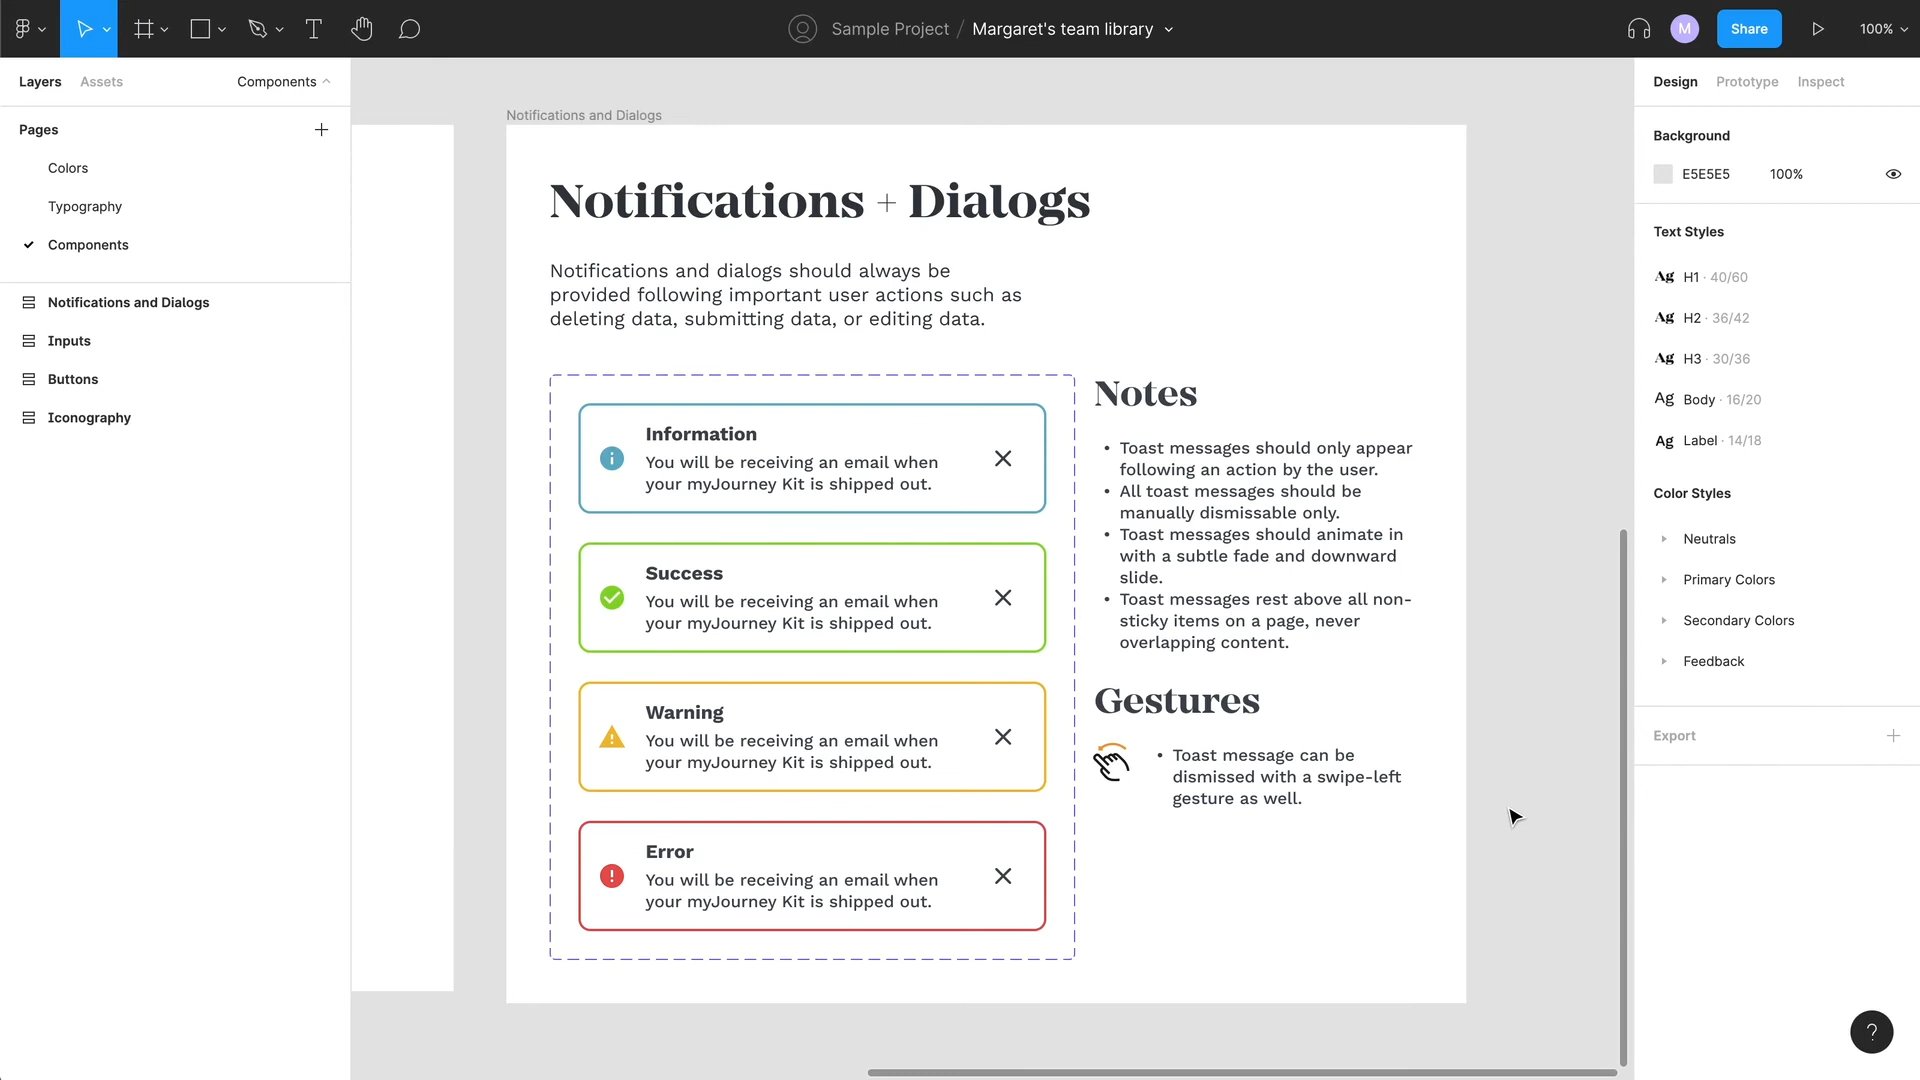 Sample Project / Margaret's team library
M
Share
100%
Layers
Assets
Components
Pages
Colors
Typography
Components
Notifications and Dialogs
Inputs
Buttons
Iconography
Notifications and Dialogs
Notifications + Dialogs
Notifications and dialogs should always be
provided following important user actions such as
deleting data, submitting data, or editing data.
Information
You will be receiving an email when
your myJourney Kit is shipped out.
Success
You will be receiving an email when
your myJourney Kit is shipped out.
Warning
You will be receiving an email when
your myJourney Kit is shipped out.
Error
You will be receiving an email when
your myJourney Kit is shipped out.
Notes
• Toast messages should only appear
following an action by the user.
• All toast messages should be
manually dismissable only.
• Toast messages should animate in
with a subtle fade and downward
slide.
• Toast messages rest above all non-
sticky items on a page, never
overlapping content.
Gestures
• Toast message can be
dismissed with a swipe-left
gesture as well.
Design
Prototype
Inspect
Background
E5E5E5
100%
Text Styles
Ag H1 · 40/60
Ag H2 · 36/42
Ag H3 · 30/36
Ag Body · 16/20
Ag Label · 14/18
Color Styles
Neutrals
Primary Colors
Secondary Colors
Feedback
Export
?